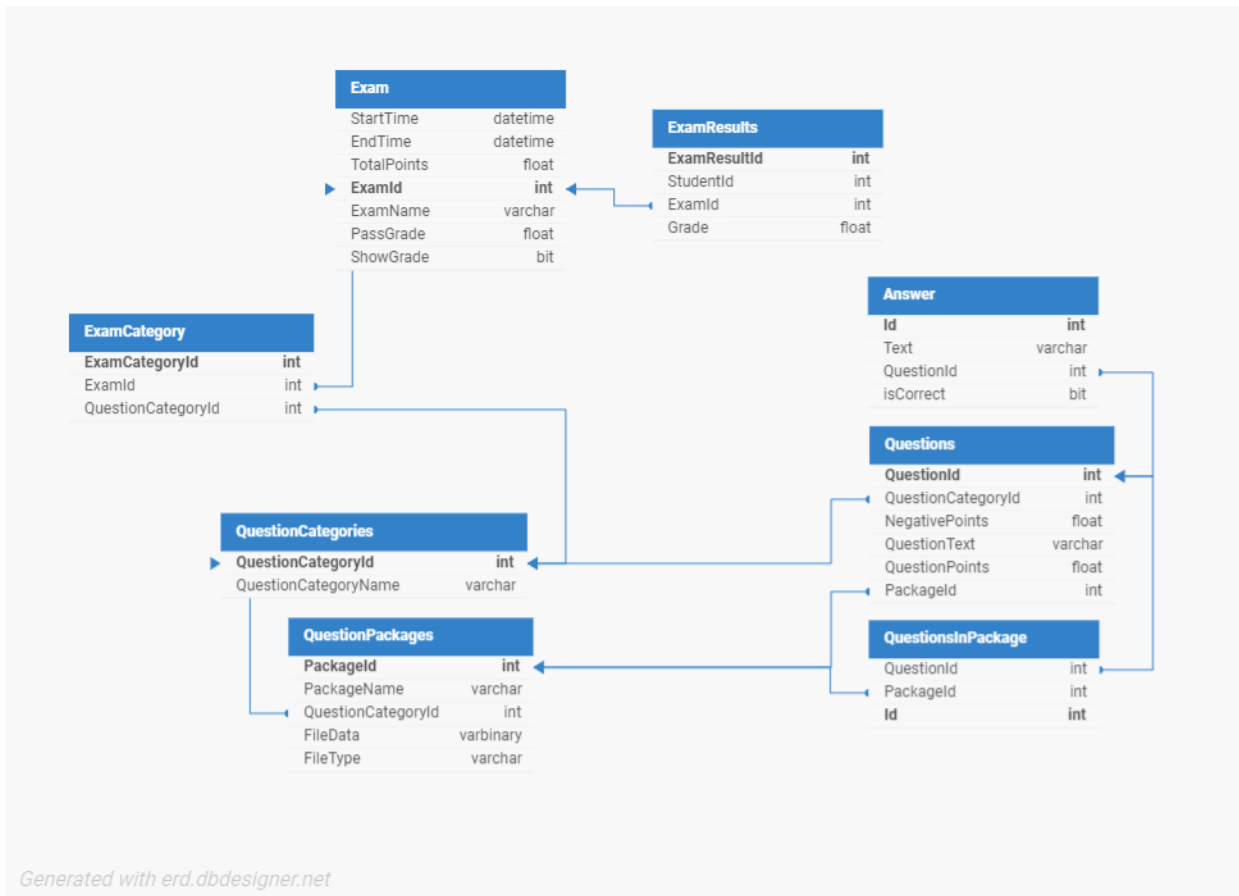 Exam
StartTime datetime
EndTime datetime
TotalPoints float
ExamId int
ExamName varchar
PassGrade float
ShowGrade bit
ExamResults
ExamResultId int
StudentId int
ExamId int
Grade float
Answer
Id int
Text varchar
QuestionId int
isCorrect bit
ExamCategory
ExamCategoryId int
ExamId int
QuestionCategoryId int
Questions
QuestionId int
QuestionCategoryId int
NegativePoints float
QuestionText varchar
QuestionPoints float
PackageId int
QuestionCategories
QuestionCategoryId int
QuestionCategoryName varchar
QuestionPackages
PackageId int
PackageName varchar
QuestionCategoryId int
FileData varbinary
FileType varchar
QuestionsInPackage
QuestionId int
PackageId int
Id int
Generated with erd.dbdesigner.net